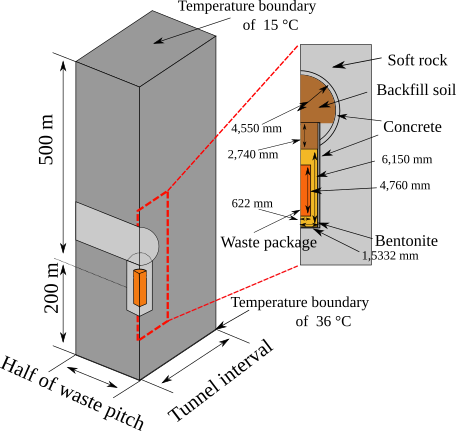 Temperature boundary
of 15 °C
Soft rock
Backfill soil
500 m
4,550 mm
Concrete
2,740 mm
6,150 mm
4,760 mm
622 mm
Waste package
Bentonite
1,5332 mm
200 m
Temperature boundary
of 36 °C
Half of waste pitch
Tunnel interval